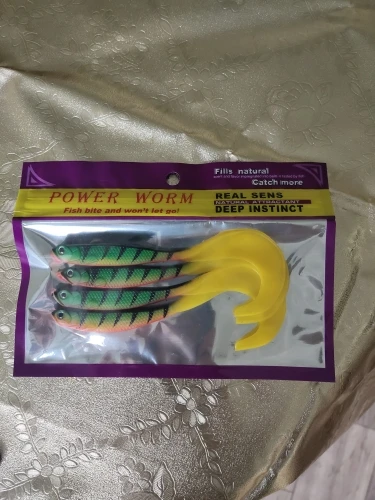 Fills natural
Catch more
POWER WORM
Fish bite and won't let go!
REAL SENS
NATURAL ATTRACTANT
DEEP INSTINCT